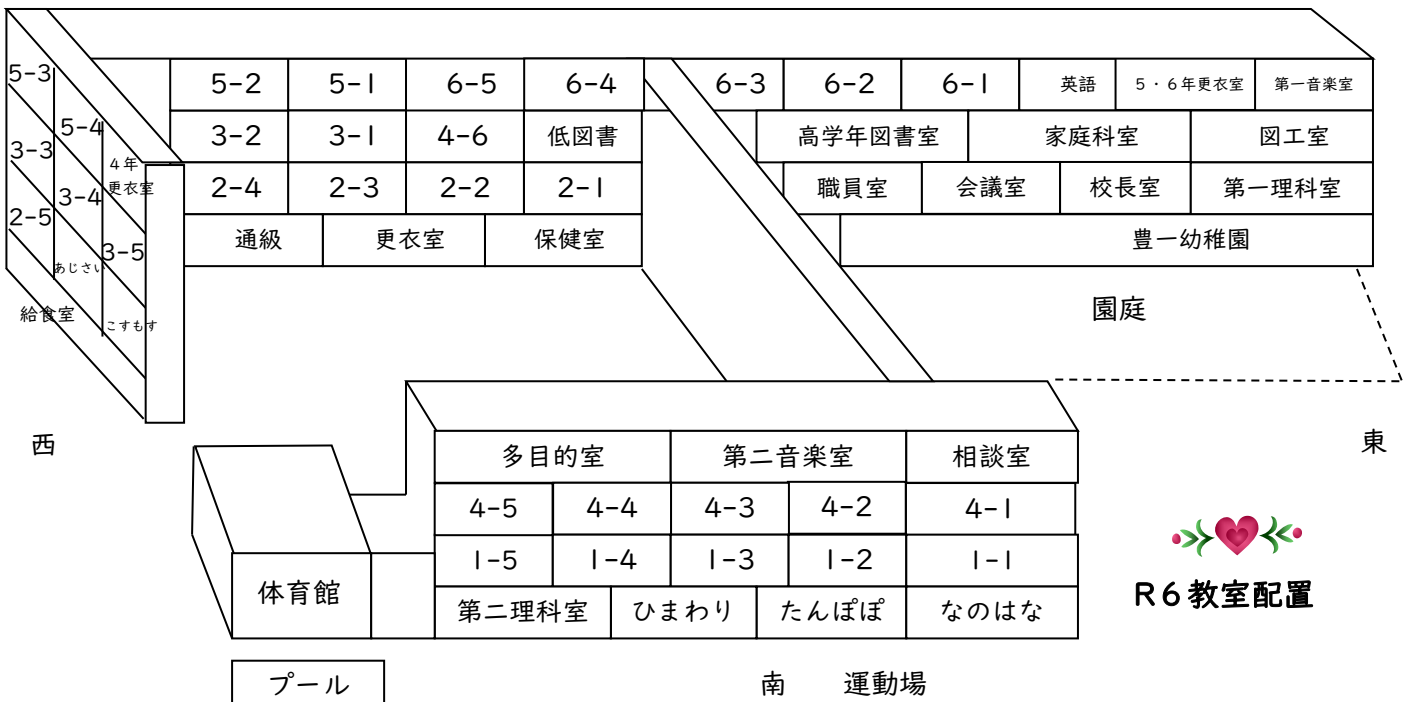 5-3
5-4
4年
更衣室
3-3
3-4
3-5
2-5
あじさい
こすもす
給食室
5-2 5-1 6-5 6-4 6-3 6-2 6-1 英語 5・6年更衣室 第一音楽室
3-2 3-1 4-6 低図書 高学年図書室 家庭科室 図工室
2-4 2-3 2-2 2-1 職員室 会議室 校長室 第一理科室
通級 更衣室 保健室 豊一幼稚園
園庭
西
東
多目的室 第二音楽室 相談室
4-5 4-4 4-3 4-2 4-1
1-5 1-4 1-3 1-2 1-1
第二理科室 ひまわり たんぽぽ なのはな
体育館
R6教室配置
プール
南 運動場